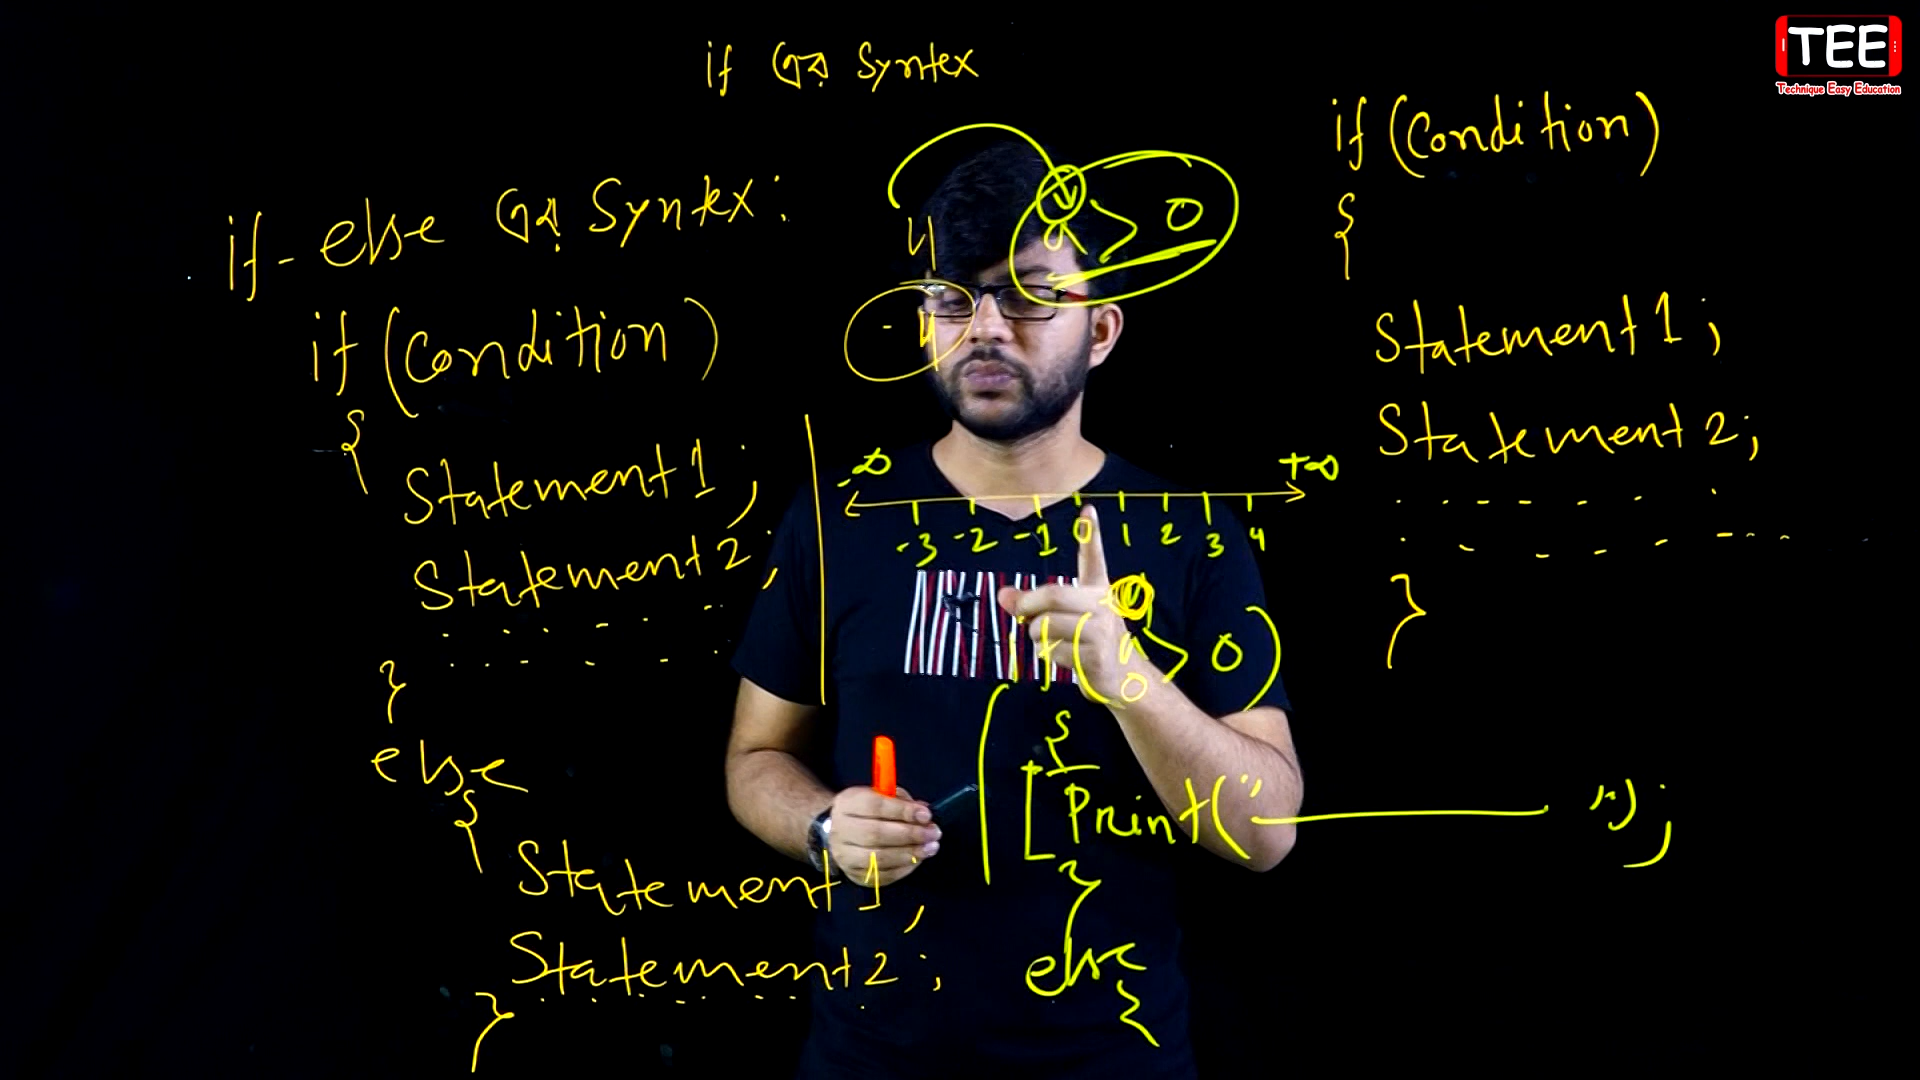 if এর Syntex
TEE
Technique Easy Education
if-else এর Syntex:
if (Condition)
{
Statement 1;
Statement 2;
}
else
{
Statement 1;
Statement 2;
}
4
a > 0
-4
-∞ +∞
-3 -2 -1 0 1 2 3 4
if (a > 0)
0
{
Print(" ");
}
else
{
if (Condition)
{
Statement 1;
Statement 2;
}